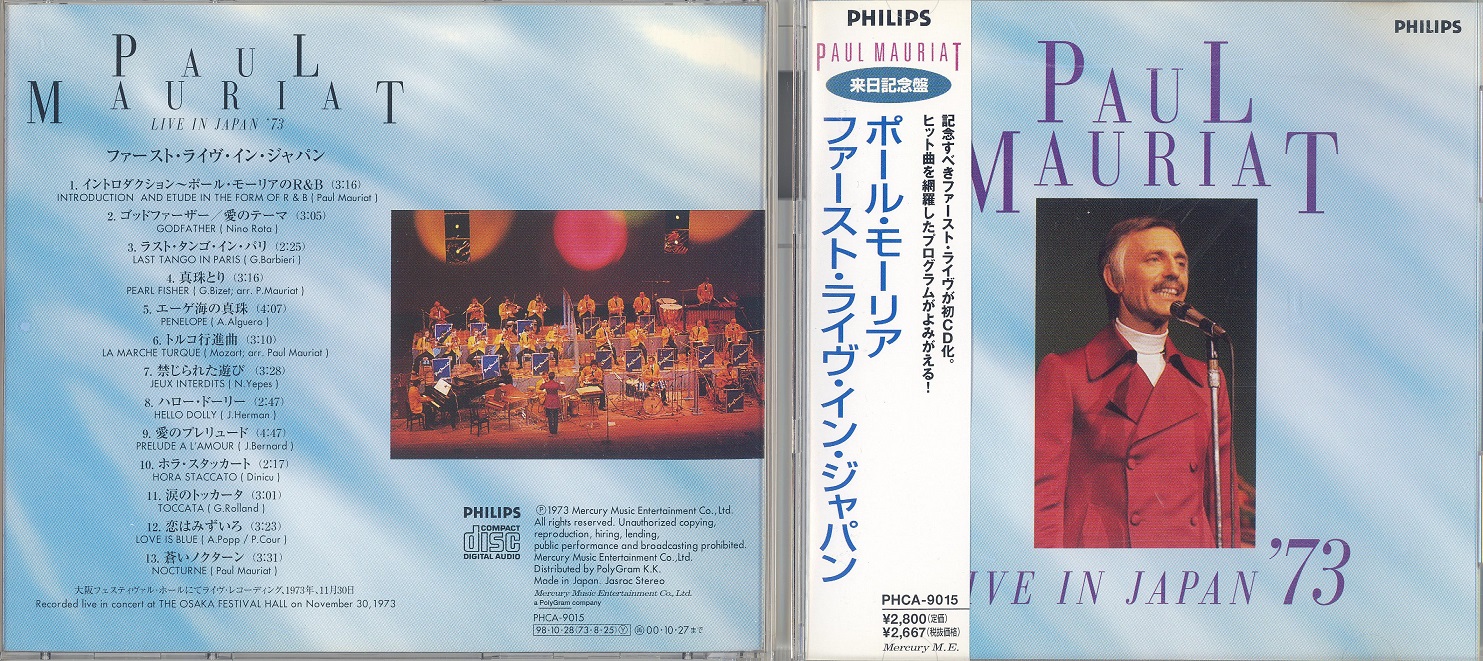 PAUL
MAURIAT
LIVE IN JAPAN '73
ファースト・ライヴ・イン・ジャパン
1. イントロダクション〜ポール・モーリアのR&B (3:16)
INTRODUCTION AND ETUDE IN THE FORM OF R & B ( Paul Mauriat )
2. ゴッドファーザー／愛のテーマ (3:05)
GODFATHER ( Nino Rota )
3. ラスト・タンゴ・イン・パリ (2:25)
LAST TANGO IN PARIS ( G.Barbieri )
4. 真珠とり (3:16)
PEARL FISHER ( G.Bizet; arr. P.Mauriat )
5. エーゲ海の真珠 (4:07)
PENELOPE ( A.Alguero )
6. トルコ行進曲 (3:10)
LA MARCHE TURQUE ( Mozart; arr. Paul Mauriat )
7. 禁じられた遊び (3:28)
JEUX INTERDITS ( N.Yepes )
8. ハロー・ドーリー (2:47)
HELLO DOLLY ( J.Herman )
9. 愛のプレリュード (4:47)
PRELUDE A L'AMOUR ( J.Bernard )
10. ホラ・スタッカート (2:17)
HORA STACCATO ( Dinicu )
11. 涙のトッカータ (3:01)
TOCCATA ( G.Rolland )
12. 恋はみずいろ (3:23)
LOVE IS BLUE ( A.Popp / P.Cour )
13. 蒼いノクターン (3:31)
NOCTURNE ( Paul Mauriat )
大阪フェスティヴァル・ホールにてライヴ・レコーディング、1973年、11月30日
Recorded live in concert at THE OSAKA FESTIVAL HALL on November 30,1973
PHILIPS
COMPACT
disc
DIGITAL AUDIO
Ⓟ1973 Mercury Music Entertainment Co., Ltd.
All rights reserved. Unauthorized copying,
reproduction, hiring, lending,
public performance and broadcasting prohibited.
Mercury Music Entertainment Co.,Ltd.
Distributed by PolyGram K.K.
Made in Japan. Jasrac Stereo
Mercury Music Entertainment Co., Ltd.
a PolyGram company
PHCA-9015
98・10・28(73・8・25)Ⓨ 00・10・27まで
PHILIPS
PAUL MAURIAT
来日記念盤
記念すべきファースト・ライヴが初CD化。
ヒット曲を網羅したプログラムがよみがえる！
ポール・モーリア
ファースト・ライヴ・イン・ジャパン
PHCA-9015
¥2,800(定価)
¥2,667(税抜価格)
Mercury M.E.
PHILIPS
PAUL
MAURIAT
IVE IN JAPAN '73